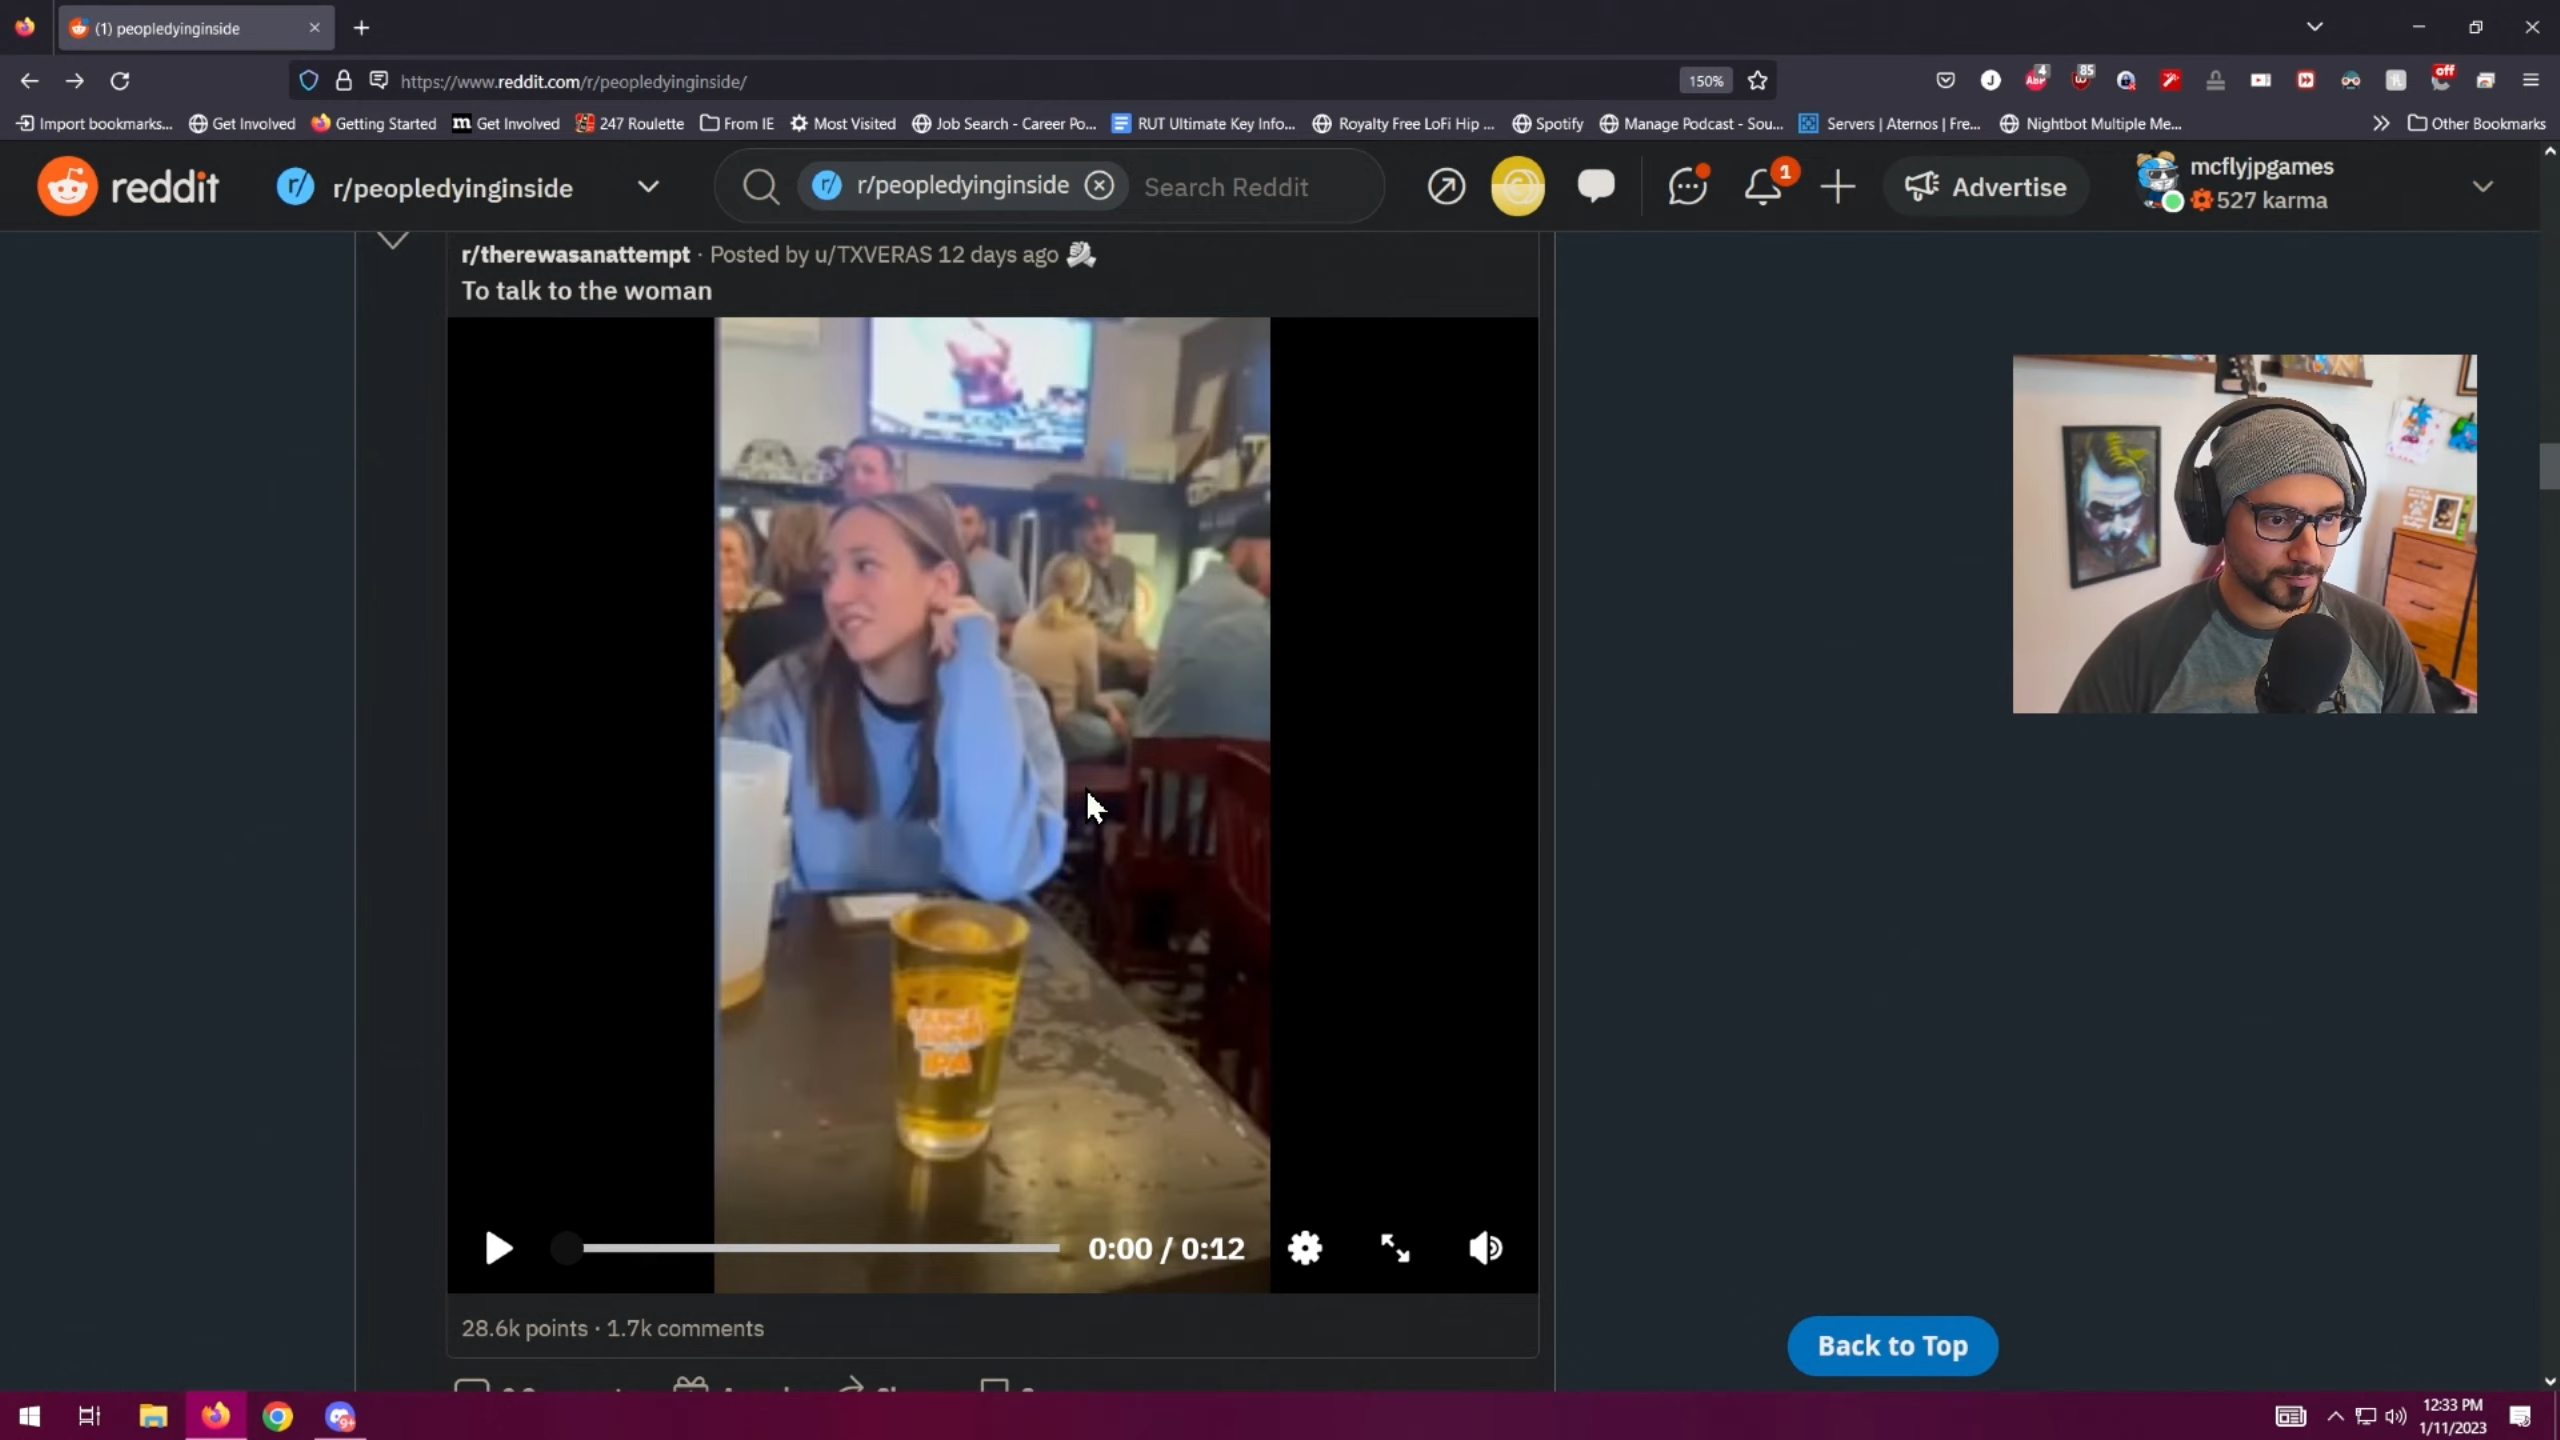 (1) peopledyinginside
https://www.reddit.com/r/peopledyinginside/
150%
4
85
off
Import bookmarks...
Get Involved
Getting Started
Get Involved
247 Roulette
From IE
Most Visited
Job Search - Career Po...
RUT Ultimate Key Info...
Royalty Free LoFi Hip ...
Spotify
Manage Podcast - Sou...
Servers | Aternos | Fre...
Nightbot Multiple Me...
Other Bookmarks
reddit
r/ r/peopledyinginside
r/ r/peopledyinginside
Search Reddit
1
Advertise
mcflyjpgames
527 karma
r/therewasanattempt · Posted by u/TXVERAS 12 days ago
To talk to the woman
IPA
0:00 / 0:12
28.6k points · 1.7k comments
Back to Top
9+
12:33 PM
1/11/2023